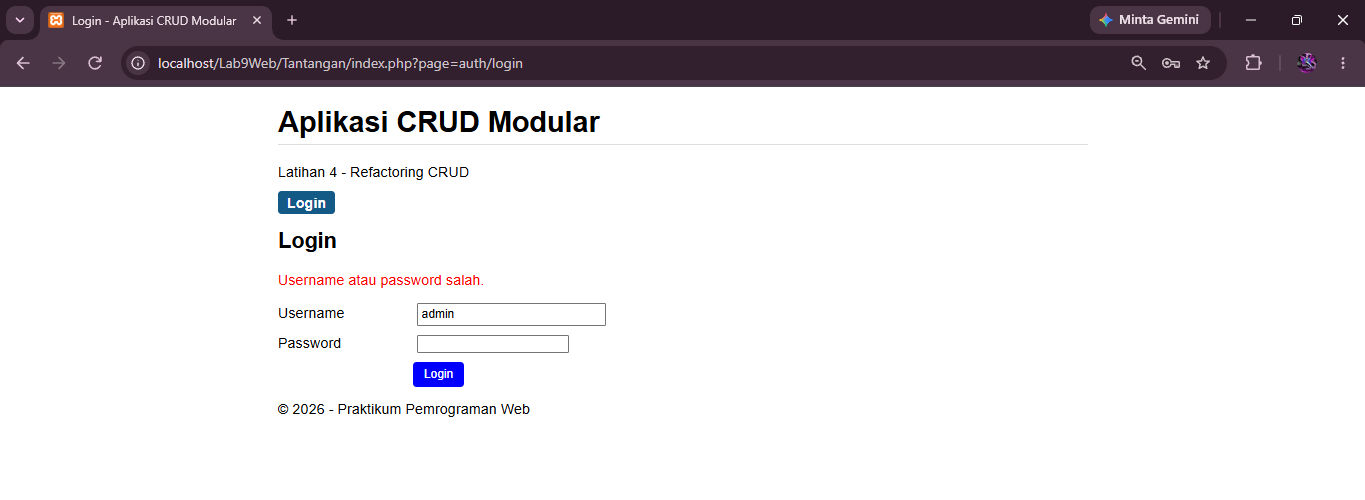 Login - Aplikasi CRUD Modular
Minta Gemini
localhost/Lab9Web/Tantangan/index.php?page=auth/login
Aplikasi CRUD Modular
Latihan 4 - Refactoring CRUD
Login
Login
Username atau password salah.
Username admin
Password
Login
© 2026 - Praktikum Pemrograman Web